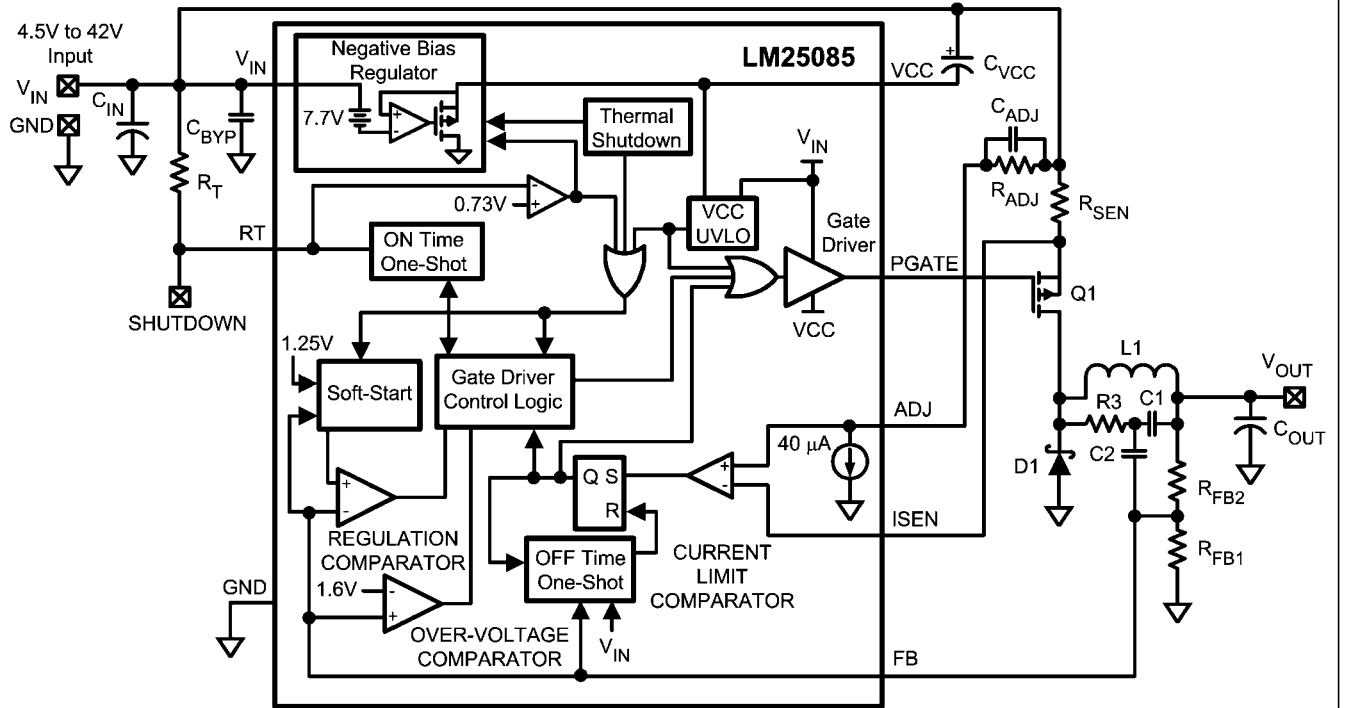 4.5V to 42V
Input
V_IN
GND
C_IN
V_IN
C_BYP
R_T
RT
SHUTDOWN
Negative Bias
Regulator
7.7V
+
-
Thermal
Shutdown
LM25085
VCC
+
C_VCC
C_ADJ
R_ADJ
R_SEN
V_IN
0.73V
-
+
VCC
UVLO
Gate
Driver
VCC
PGATE
Q1
ON Time
One-Shot
1.25V
Soft-Start
Gate Driver
Control Logic
L1
V_OUT
R3
C1
C2
C_OUT
D1
R_FB2
R_FB1
ADJ
40 µA
+
-
ISEN
Q S
R
+
-
REGULATION
COMPARATOR
OFF Time
One-Shot
CURRENT
LIMIT
COMPARATOR
GND
1.6V
-
+
OVER-VOLTAGE
COMPARATOR
V_IN
FB